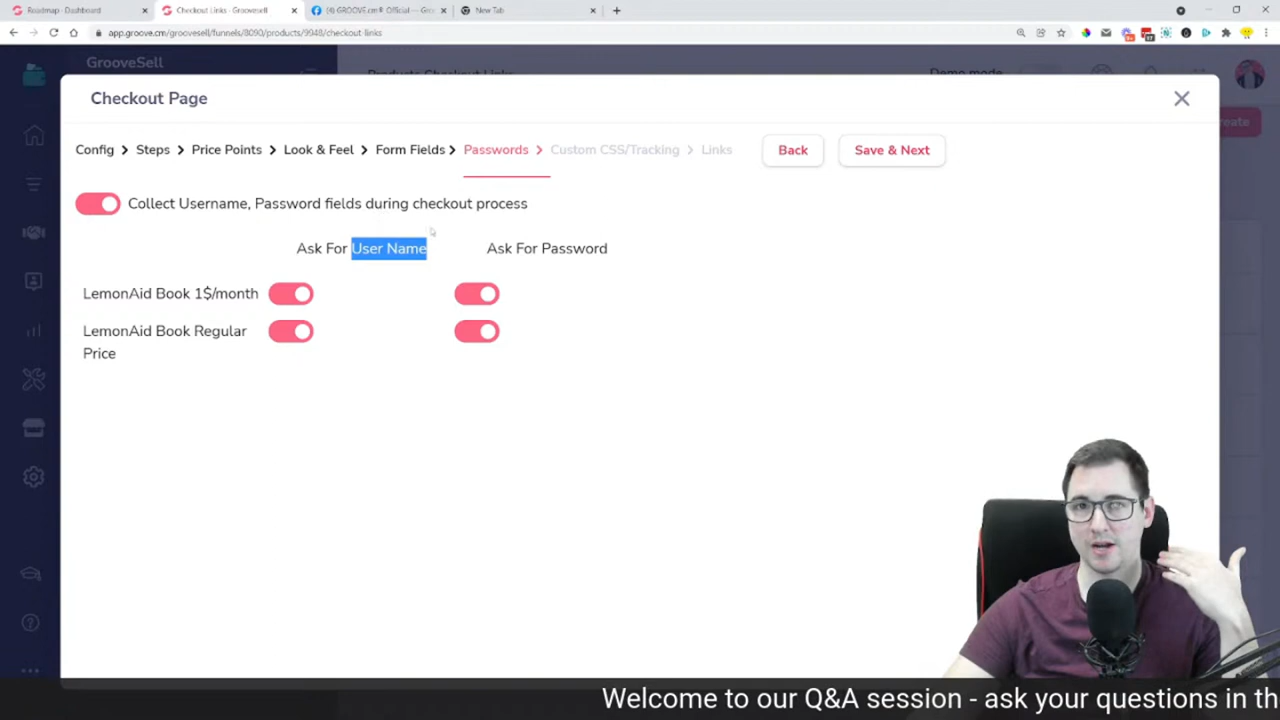 Roadmap - Dashboard
Checkout Links - Groovesell
(4) GROOVE.cm® Official — Groo
New Tab
app.groove.cm/groovesell/funnels/8090/products/9948/checkout-links
GrooveSell
Products Checkout Links
Demo mode
Create
Checkout Page
Config > Steps > Price Points > Look & Feel > Form Fields > Passwords > Custom CSS/Tracking > Links
Back
Save & Next
Collect Username, Password fields during checkout process
Ask For User Name
Ask For Password
LemonAid Book 1$/month
LemonAid Book Regular
Price
Welcome to our Q&A session - ask your questions in th